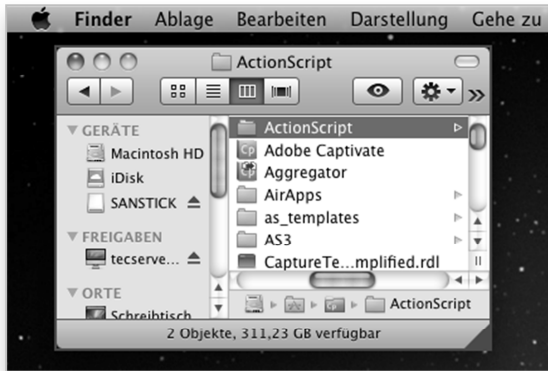 Finder Ablage Bearbeiten Darstellung Gehe zu
ActionScript
GERÄTE
Macintosh HD
iDisk
SANSTICK
FREIGABEN
tecserve...
ORTE
Schreibtisch
ActionScript
Adobe Captivate
Aggregator
AirApps
as_templates
AS3
CaptureTe...mplified.rdl
ActionScript
2 Objekte, 311,23 GB verfügbar